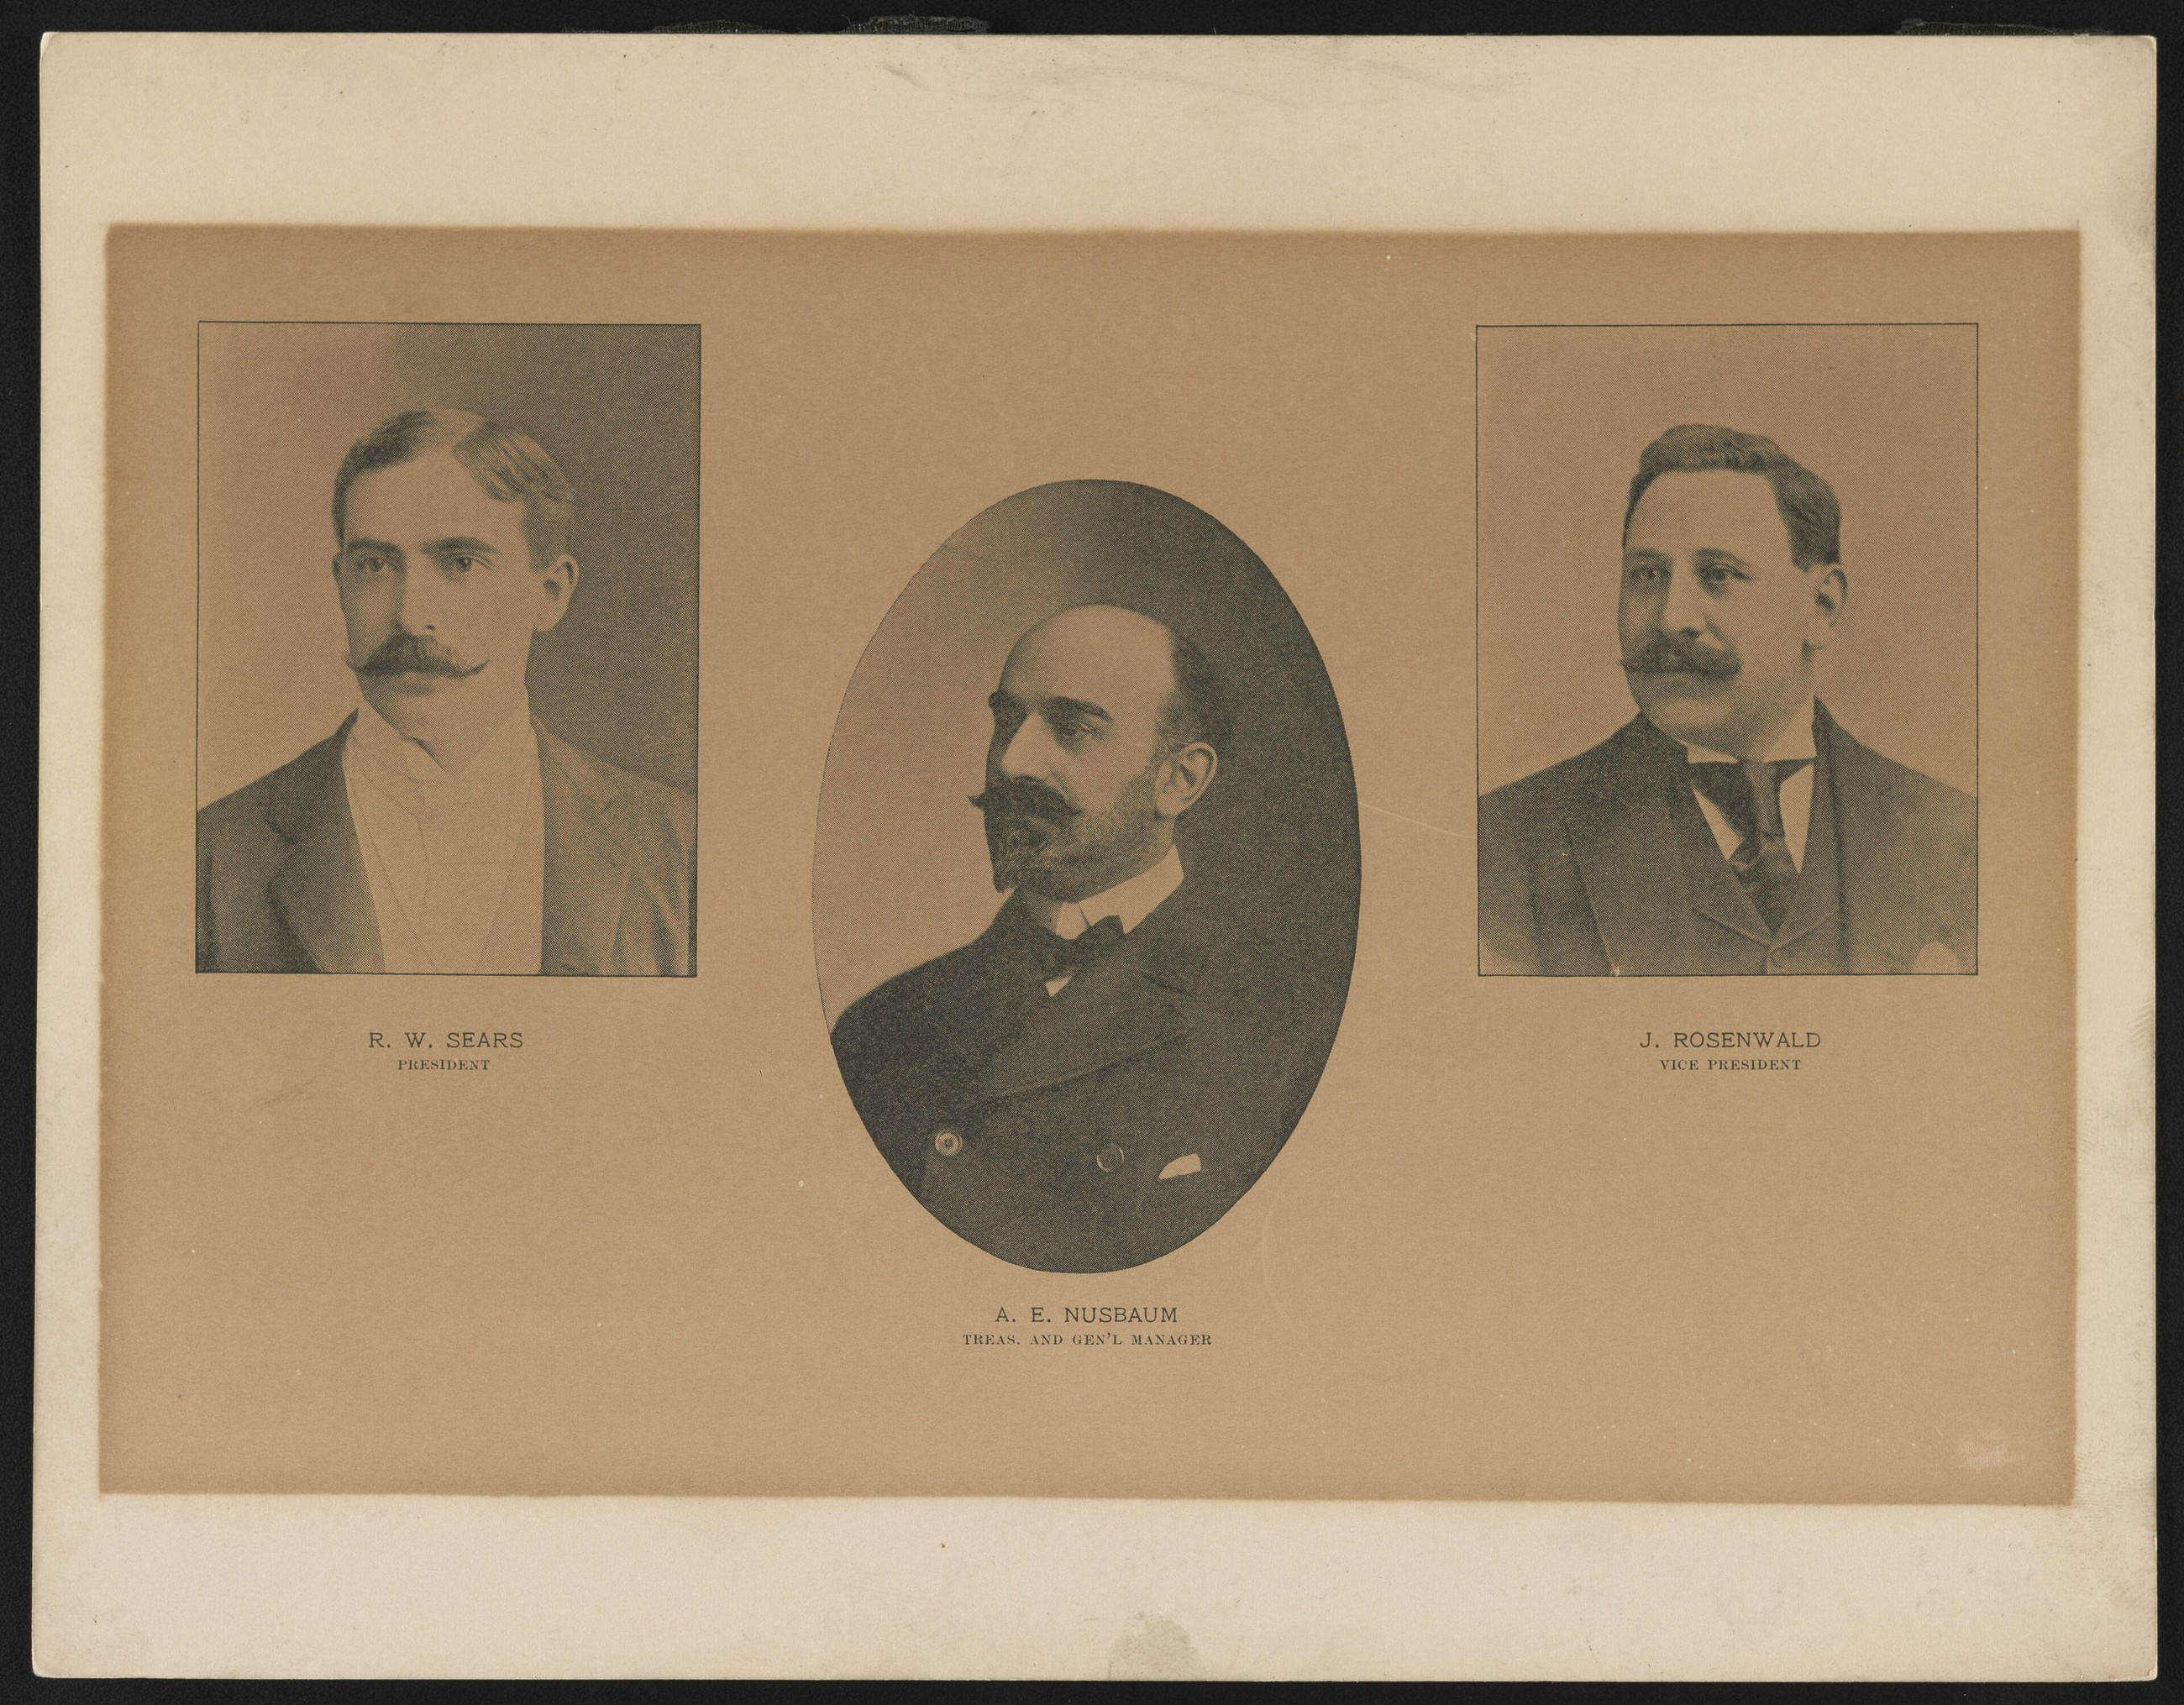 R. W. SEARS
PRESIDENT
A. E. NUSBAUM
TREAS. AND GEN'L MANAGER
J. ROSENWALD
VICE PRESIDENT